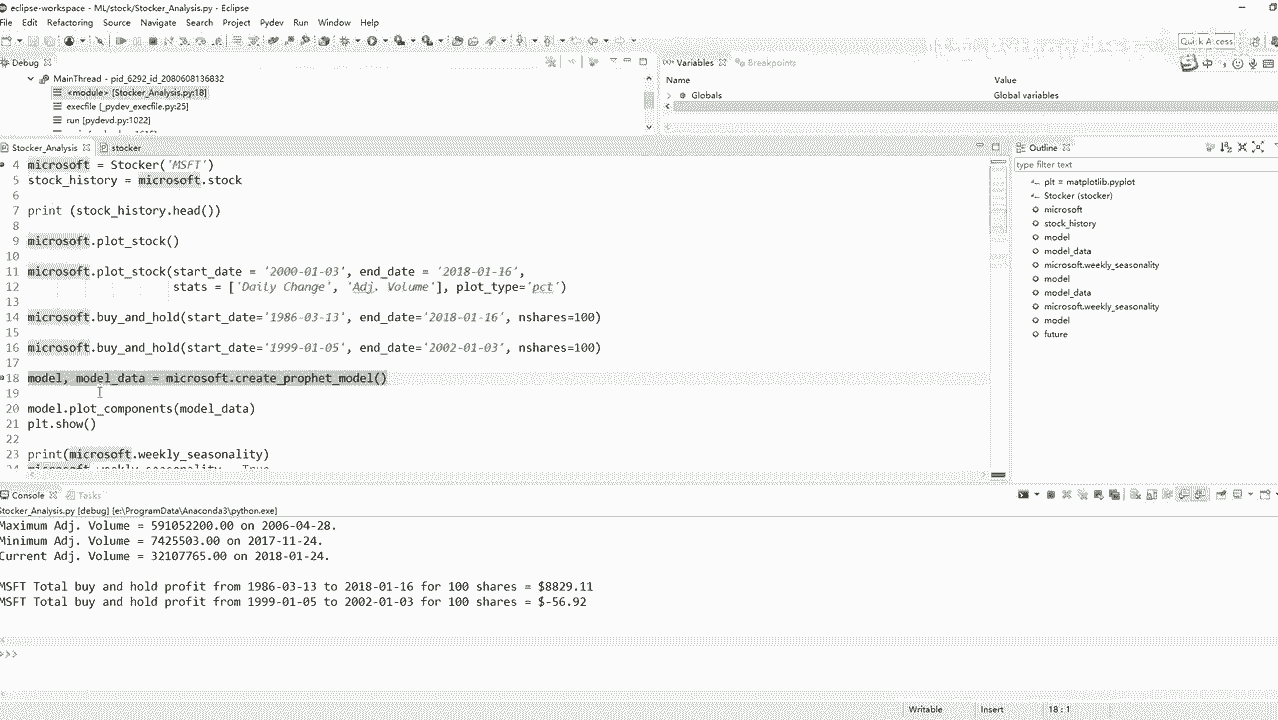 eclipse-workspace - ML/stock/Stocker_Analysis.py - Eclipse
File Edit Refactoring Source Navigate Search Project Pydev Run Window Help
Quick Access
Debug
MainThread - pid_6292_id_2080608136832
<module> [Stocker_Analysis.py:18]
execfile [_pydev_execfile.py:25]
run [pydevd.py:1022]
Variables Breakpoints
Name Value
Globals Global variables
Stocker_Analysis stocker
4 microsoft = Stocker('MSFT')
5 stock_history = microsoft.stock
6
7 print (stock_history.head())
8
9 microsoft.plot_stock()
10
11 microsoft.plot_stock(start_date = '2000-01-03', end_date = '2018-01-16',
12 stats = ['Daily Change', 'Adj. Volume'], plot_type='pct')
13
14 microsoft.buy_and_hold(start_date='1986-03-13', end_date='2018-01-16', nshares=100)
15
16 microsoft.buy_and_hold(start_date='1999-01-05', end_date='2002-01-03', nshares=100)
17
18 model, model_data = microsoft.create_prophet_model()
19
20 model.plot_components(model_data)
21 plt.show()
22
23 print(microsoft.weekly_seasonality)
Outline
type filter text
plt = matplotlib.pyplot
Stocker (stocker)
microsoft
stock_history
model
model_data
microsoft.weekly_seasonality
model
model_data
microsoft.weekly_seasonality
model
future
Console Tasks
Stocker_Analysis.py [debug] [e:\ProgramData\Anaconda3\python.exe]
Maximum Adj. Volume = 591052200.00 on 2006-04-28.
Minimum Adj. Volume = 7425503.00 on 2017-11-24.
Current Adj. Volume = 32107765.00 on 2018-01-24.
MSFT Total buy and hold profit from 1986-03-13 to 2018-01-16 for 100 shares = $8829.11
MSFT Total buy and hold profit from 1999-01-05 to 2002-01-03 for 100 shares = $-56.92
>>>
Writable Insert 18 : 1